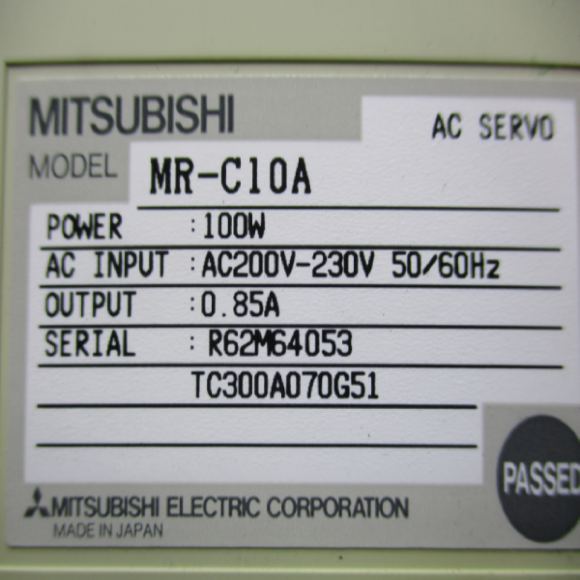 MITSUBISHI
AC SERVO
MODEL MR-C10A
POWER :100W
AC INPUT :AC200V-230V 50/60Hz
OUTPUT :0.85A
SERIAL : R62M64053
TC300A070G51
PASSED
MITSUBISHI ELECTRIC CORPORATION
MADE IN JAPAN